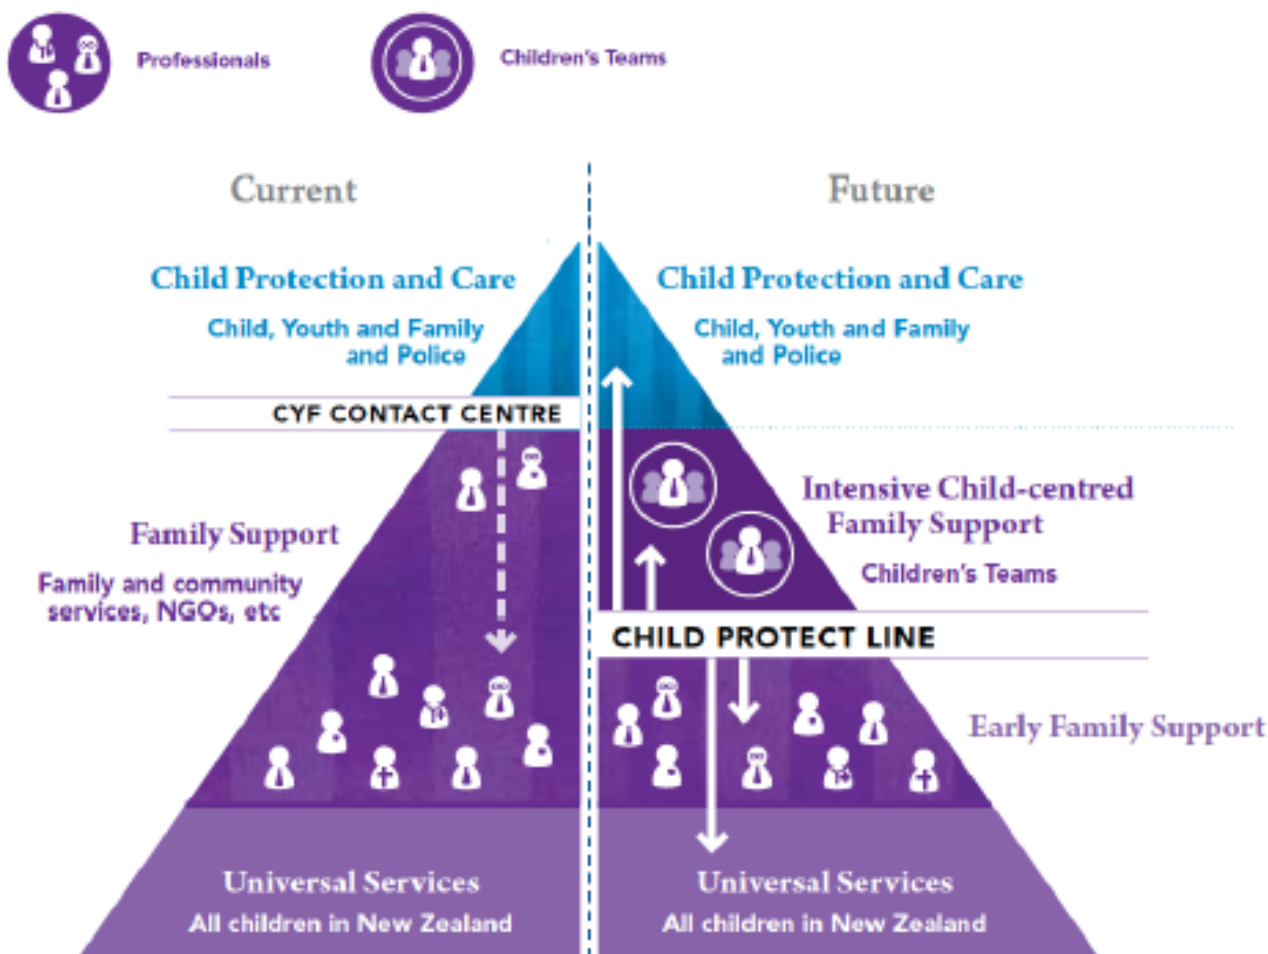 Professionals
Children's Teams
Current
Future
Child Protection and Care
Child, Youth and Family
and Police
CYF CONTACT CENTRE
Family Support
Family and community
services, NGOs, etc
Universal Services
All children in New Zealand
Child Protection and Care
Child, Youth and Family
and Police
Intensive Child-centred
Family Support
Children's Teams
CHILD PROTECT LINE
Early Family Support
Universal Services
All children in New Zealand